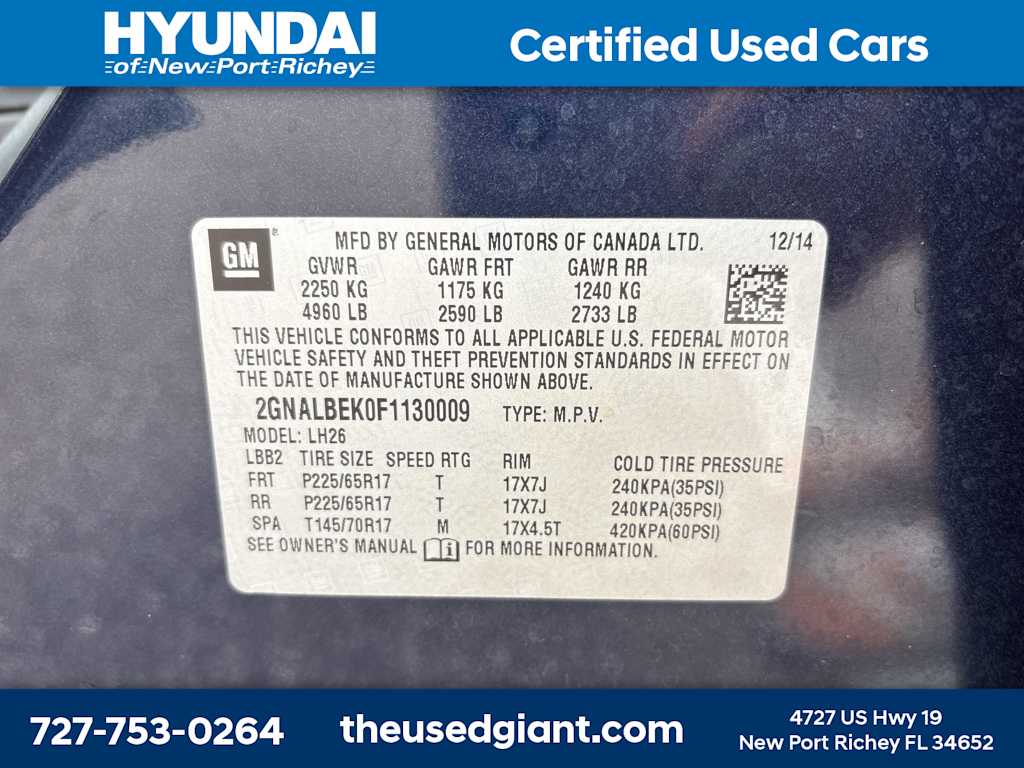 HYUNDAI
of New Port Richey
Certified Used Cars
GM
MFD BY GENERAL MOTORS OF CANADA LTD. 12/14
GVWR GAWR FRT GAWR RR
2250 KG 1175 KG 1240 KG
4960 LB 2590 LB 2733 LB
THIS VEHICLE CONFORMS TO ALL APPLICABLE U.S. FEDERAL MOTOR
VEHICLE SAFETY AND THEFT PREVENTION STANDARDS IN EFFECT ON
THE DATE OF MANUFACTURE SHOWN ABOVE.
2GNALBEK0F1130009 TYPE: M.P.V.
MODEL: LH26
LBB2 TIRE SIZE SPEED RTG RIM COLD TIRE PRESSURE
FRT P225/65R17 T 17X7J 240KPA(35PSI)
RR P225/65R17 T 17X7J 240KPA(35PSI)
SPA T145/70R17 M 17X4.5T 420KPA(60PSI)
SEE OWNER'S MANUAL FOR MORE INFORMATION.
727-753-0264
theusedgiant.com
4727 US Hwy 19
New Port Richey FL 34652